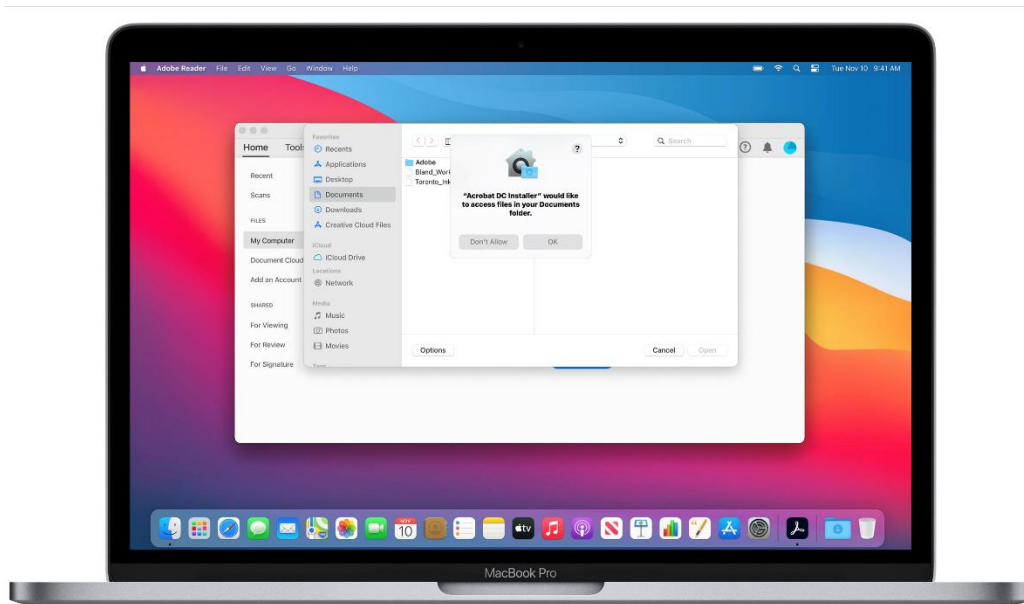 Adobe Reader File Edit View Go Window Help
Tue Nov 10 9:41 AM
Home
Recent
Scans
FILES
My Computer
Document Cloud
Add an Account
SHARED
For Viewing
For Review
For Signature
Favorites
Recents
Applications
Desktop
Documents
Downloads
Creative Cloud Files
iCloud
iCloud Drive
Locations
Network
Media
Music
Photos
Movies
Search
Adobe
?
"Acrobat DC Installer" would like
to access files in your Documents
folder.
Don't Allow OK
Options
Cancel Open
?
NOV
10
tv
MacBook Pro